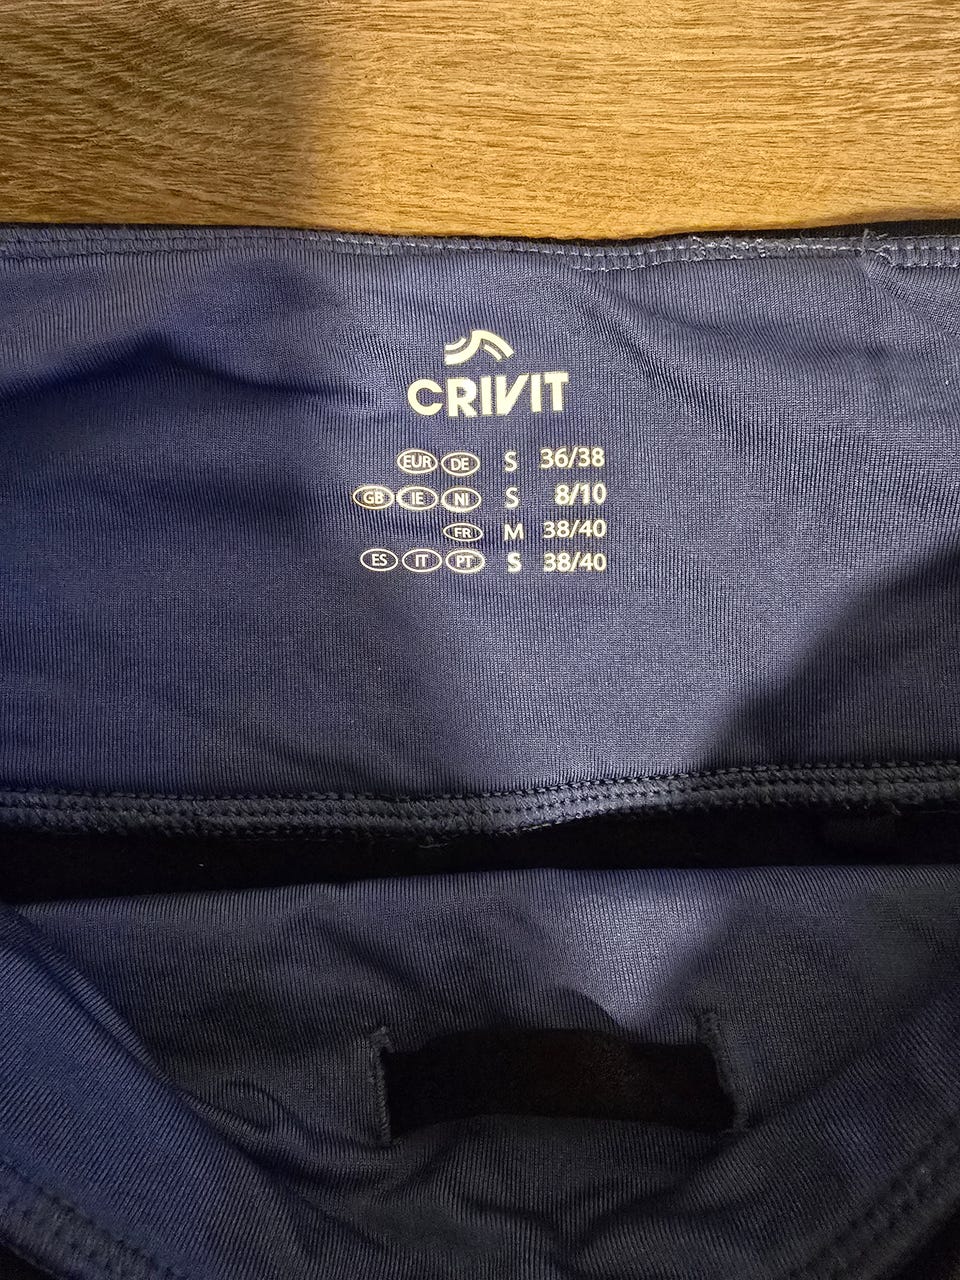 CRIVIT
EUR DE S 36/38
GB IE NI S 8/10
FR M 38/40
ES IT PT S 38/40